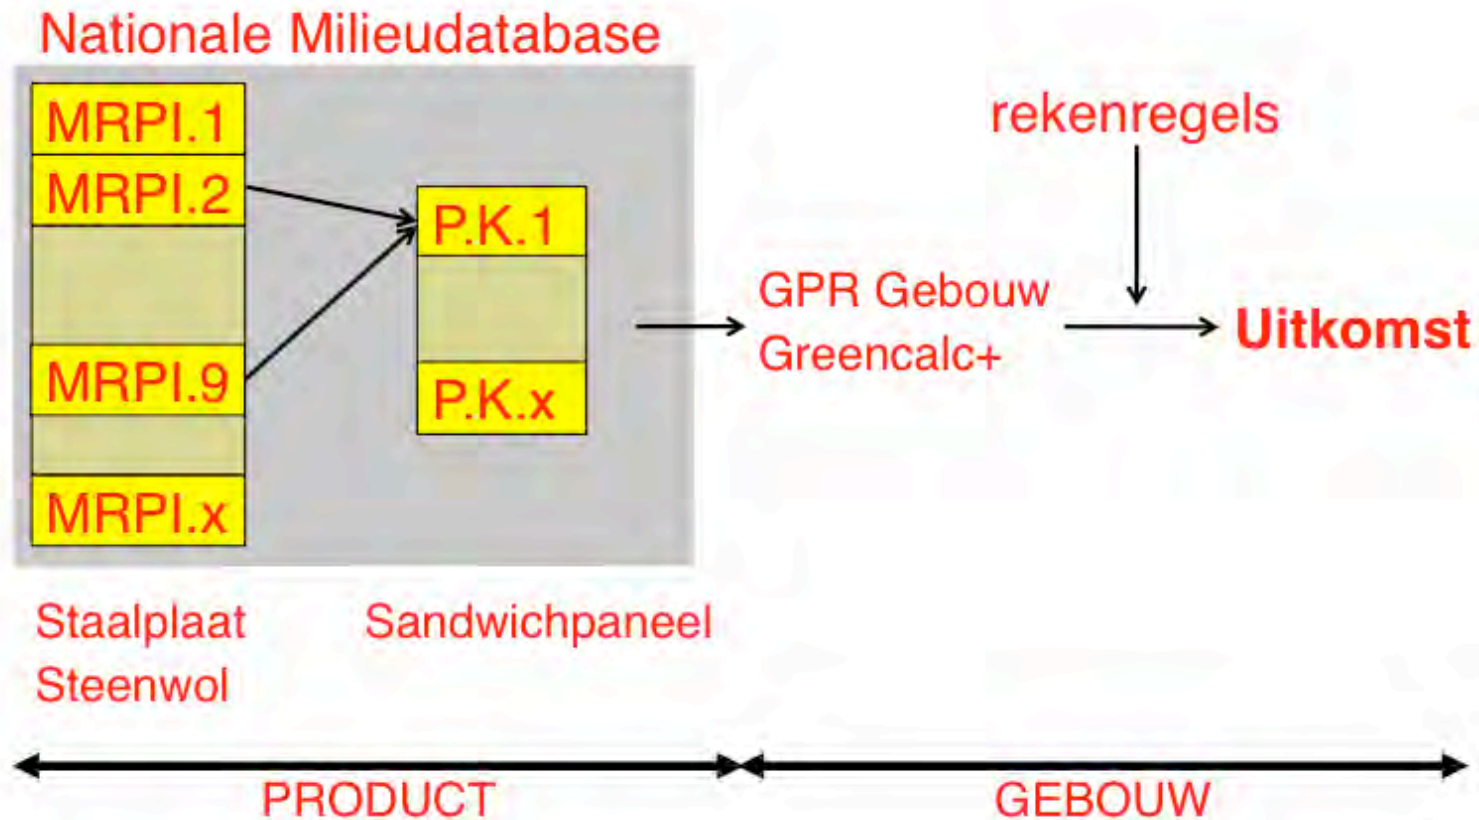 Nationale Milieudatabase
MRPI.1
MRPI.2
MRPI.9
MRPI.x
P.K.1
P.K.x
rekenregels
GPR Gebouw
Greencalc+
Uitkomst
Staalplaat
Steenwol
Sandwichpaneel
PRODUCT
GEBOUW